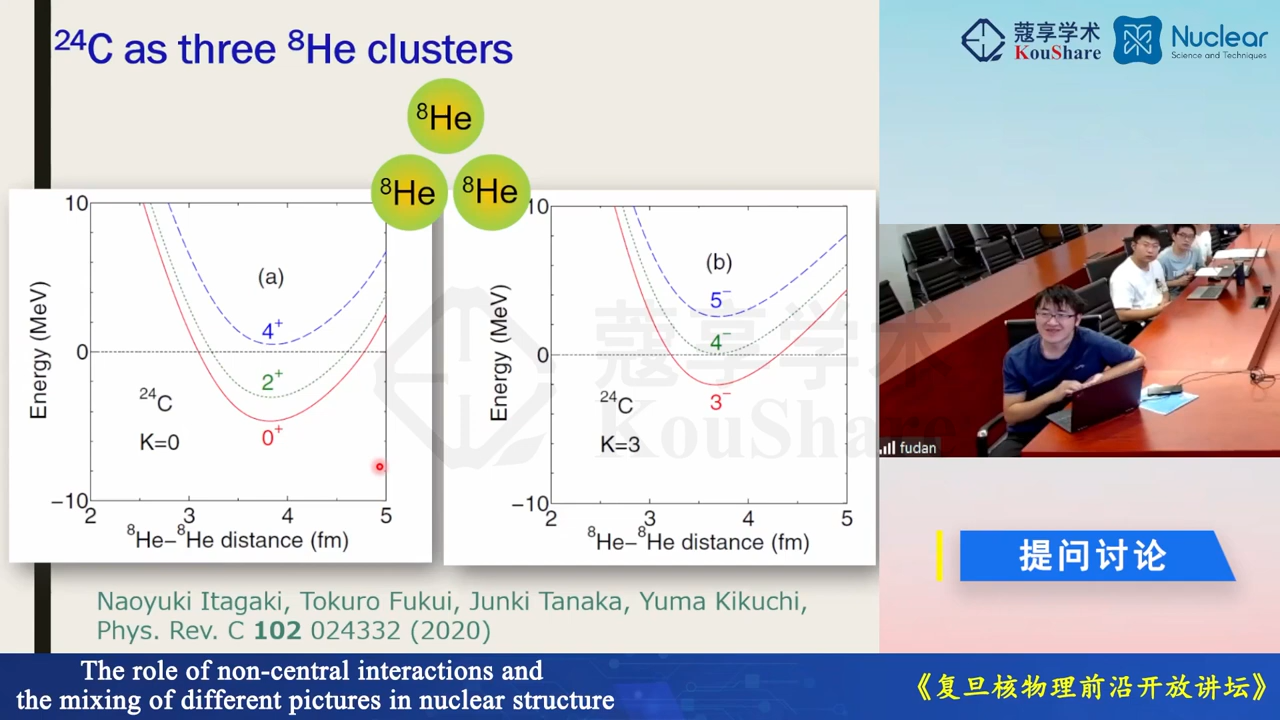 ²⁴C as three ⁸He clusters
⁸He
⁸He
⁸He
10
0
−10
2
3
4
5
Energy (MeV)
⁸He−⁸He distance (fm)
(a)
4⁺
2⁺
0⁺
²⁴C
K=0
10
0
−10
2
3
4
5
Energy (MeV)
⁸He−⁸He distance (fm)
(b)
5⁻
4⁻
3⁻
²⁴C
K=3
Naoyuki Itagaki, Tokuro Fukui, Junki Tanaka, Yuma Kikuchi,
Phys. Rev. C 102 024332 (2020)
蔻享学术
KouShare
蔻享学术
KouShare
Nuclear
Science and Techniques
fudan
提问讨论
The role of non-central interactions and
the mixing of different pictures in nuclear structure
《复旦核物理前沿开放讲坛》